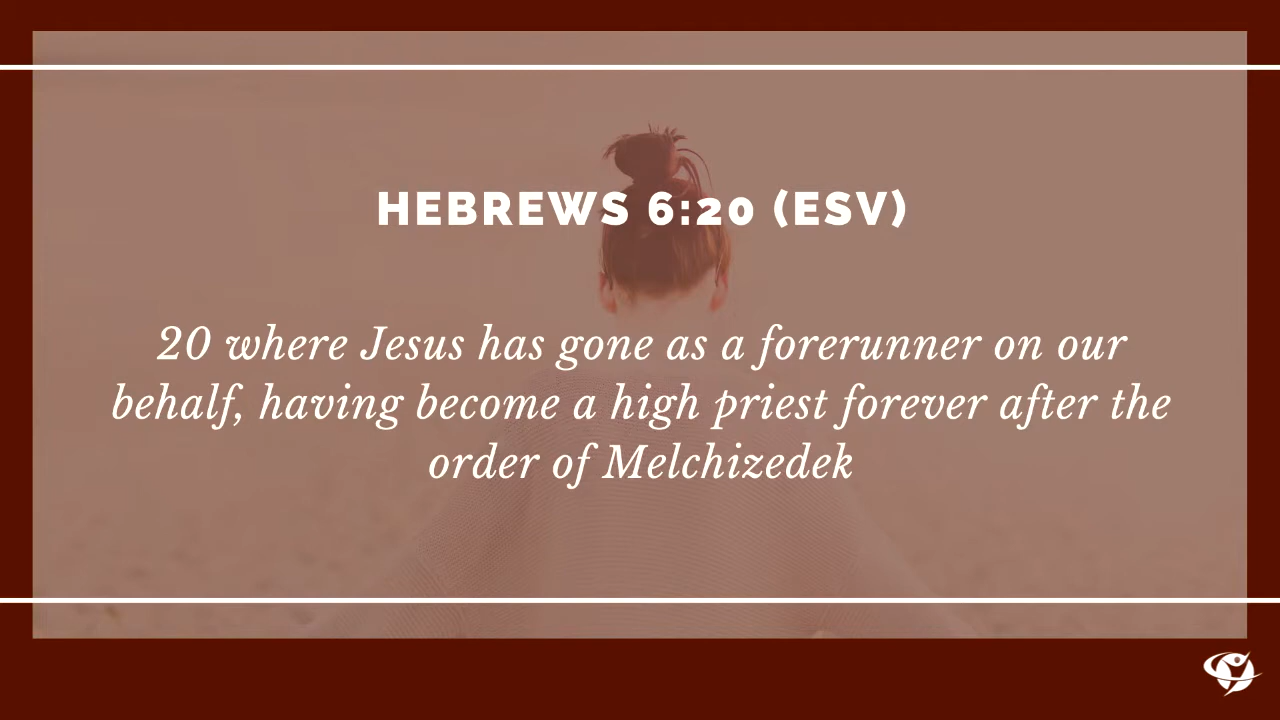 HEBREWS 6:20 (ESV)
20 where Jesus has gone as a forerunner on our
behalf, having become a high priest forever after the
order of Melchizedek